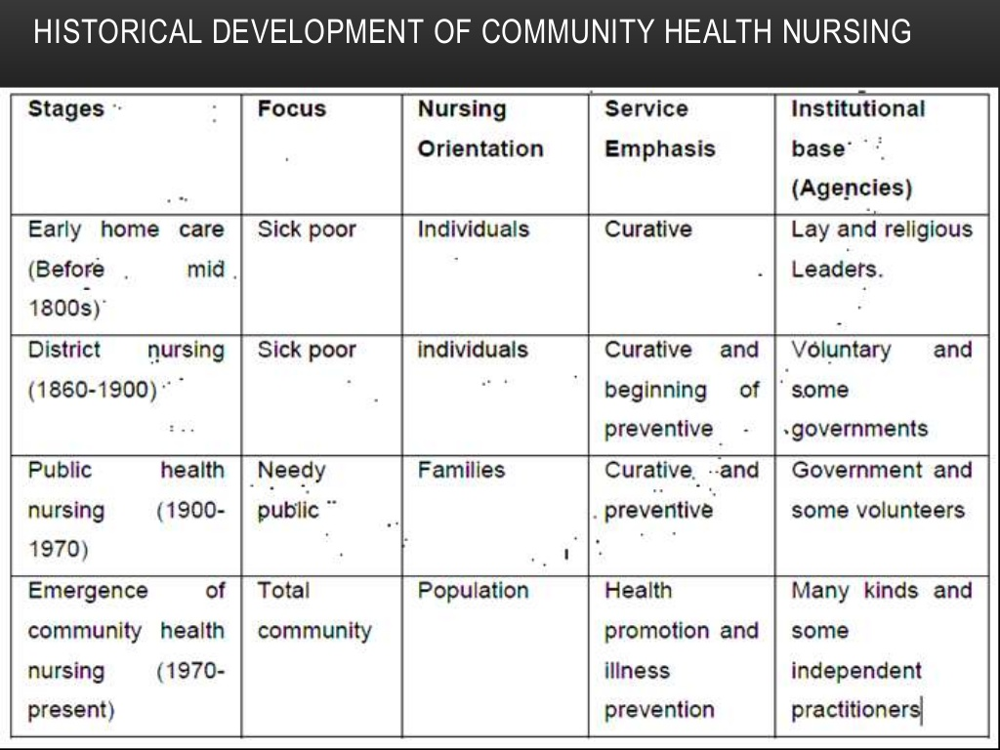 HISTORICAL DEVELOPMENT OF COMMUNITY HEALTH NURSING
Stages
Focus
Nursing
Orientation
Service
Emphasis
Institutional
base
(Agencies)
Early home care
(Before mid
1800s)
Sick poor
Individuals
Curative
Lay and religious
Leaders.
District nursing
(1860-1900)
Sick poor
individuals
Curative and
beginning of
preventive
Voluntary and
some
governments
Public health
nursing (1900-
1970)
Needy
public
Families
Curative and
preventive
Government and
some volunteers
Emergence of
community health
nursing (1970-
present)
Total
community
Population
Health
promotion and
illness
prevention
Many kinds and
some
independent
practitioners